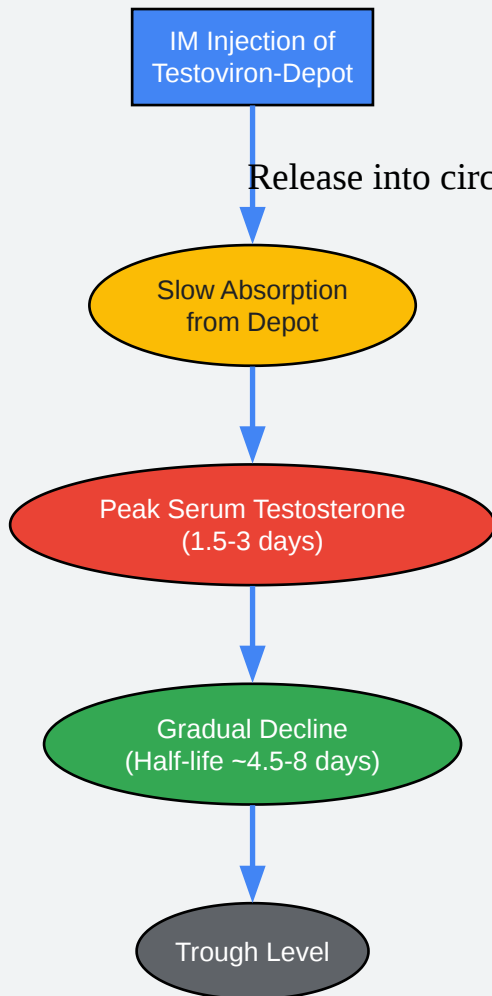 IM Injection of
Testoviron-Depot
Release into circ
Slow Absorption
from Depot
Peak Serum Testosterone
(1.5-3 days)
Gradual Decline
(Half-life ~4.5-8 days)
Trough Level